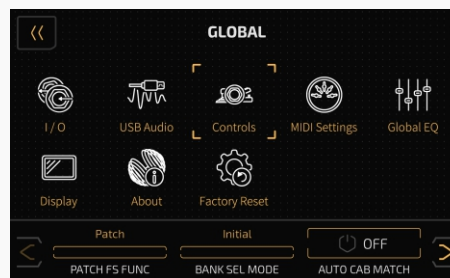 GLOBAL
I / O
USB Audio
Controls
MIDI Settings
Global EQ
Display
About
Factory Reset
Patch
Initial
OFF
PATCH FS FUNC
BANK SEL MODE
AUTO CAB MATCH